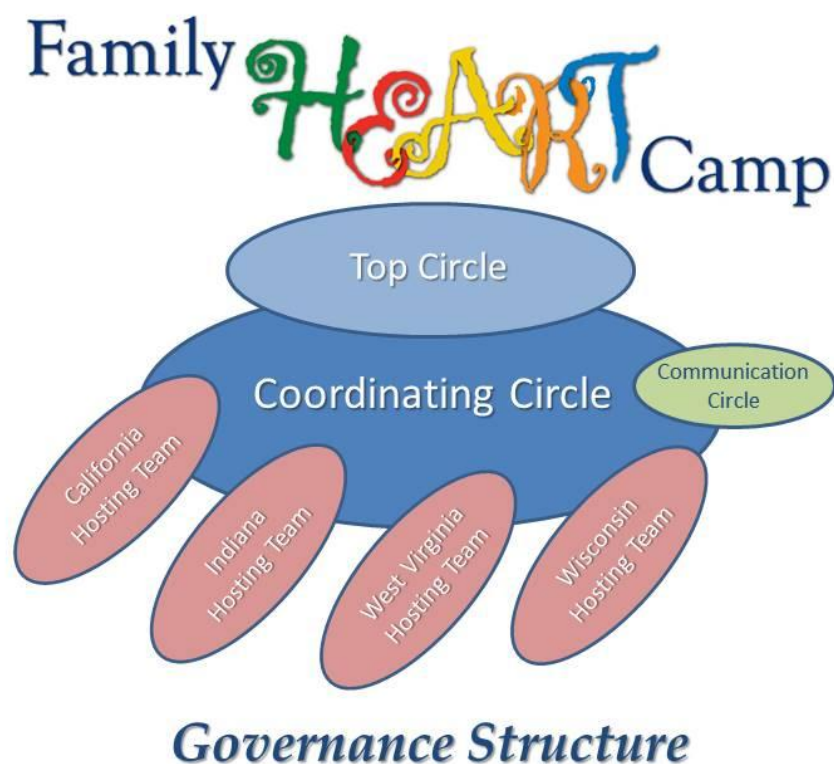 Family HEART Camp
Top Circle
Coordinating Circle
Communication
Circle
California
Hosting Team
Indiana
Hosting Team
West Virginia
Hosting Team
Wisconsin
Hosting Team
Governance Structure